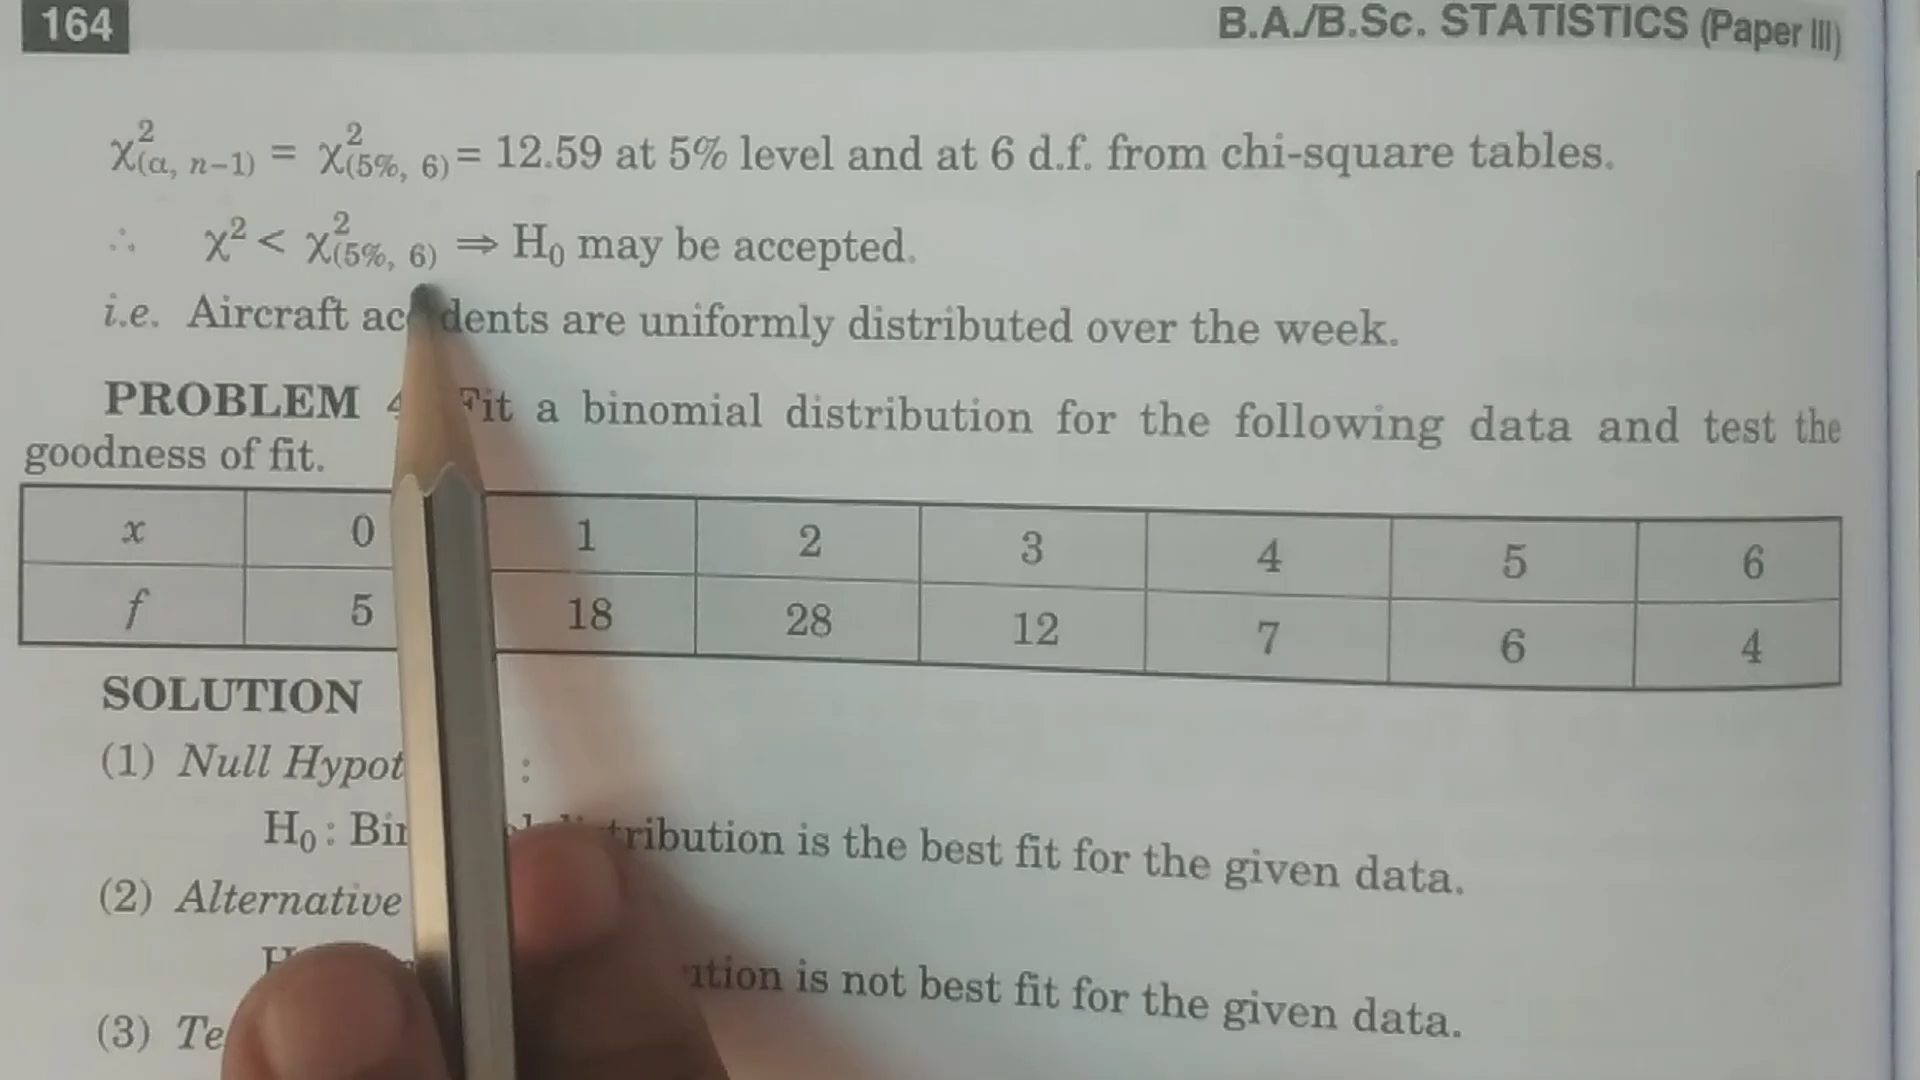 164 B.A./B.Sc. STATISTICS (Paper III)
χ²(α, n−1) = χ²(5%, 6) = 12.59 at 5% level and at 6 d.f. from chi-square tables.
∴ χ² < χ²(5%, 6) ⇒ H₀ may be accepted.
i.e. Aircraft ac dents are uniformly distributed over the week.
PROBLEM 4 Fit a binomial distribution for the following data and test the
goodness of fit.
x 0 1 2 3 4 5 6
f 5 18 28 12 7 6 4
SOLUTION
(1) Null Hypot :
H₀ : Bi tribution is the best fit for the given data.
(2) Alternative
tion is not best fit for the given data.
(3) Te